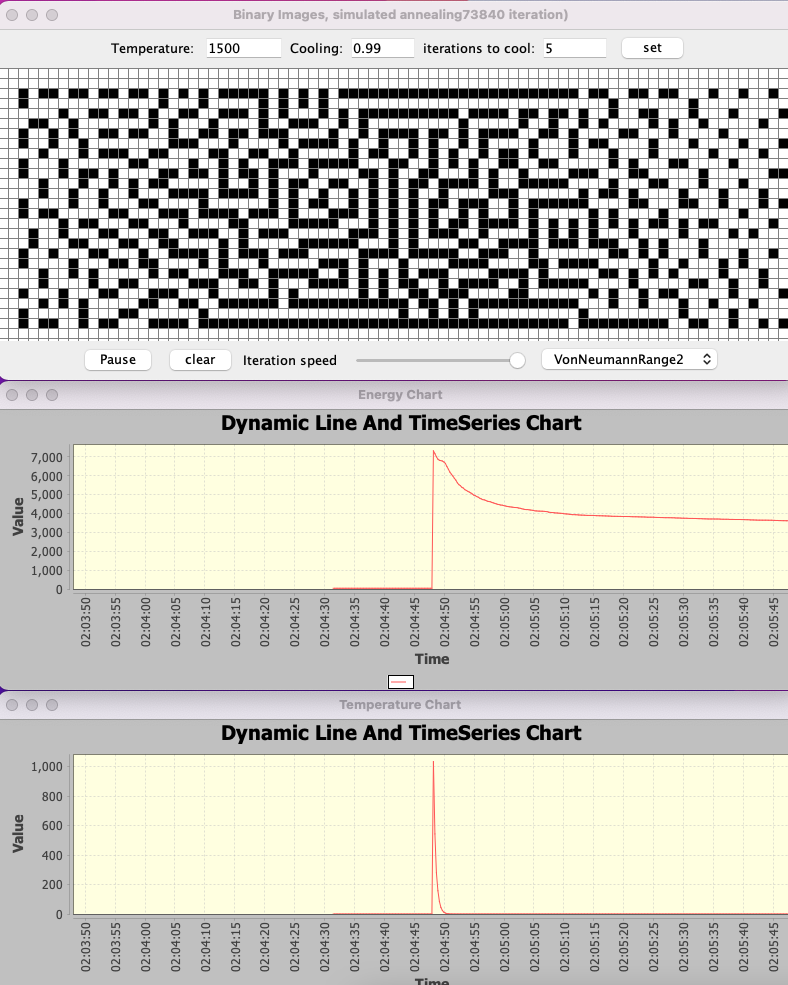 Binary Images, simulated annealing73840 iteration)
Temperature: 1500 Cooling: 0.99 iterations to cool: 5 set
Pause clear Iteration speed VonNeumannRange2
Energy Chart
Dynamic Line And TimeSeries Chart
7,000
6,000
5,000
4,000
3,000
2,000
1,000
0
Value
02:03:50 02:03:55 02:04:00 02:04:05 02:04:10 02:04:15 02:04:20 02:04:25 02:04:30 02:04:35 02:04:40 02:04:45 02:04:50 02:04:55 02:05:00 02:05:05 02:05:10 02:05:15 02:05:20 02:05:25 02:05:30 02:05:35 02:05:40 02:05:45
Time
Temperature Chart
Dynamic Line And TimeSeries Chart
1,000
800
600
400
200
0
Value
02:03:50 02:03:55 02:04:00 02:04:05 02:04:10 02:04:15 02:04:20 02:04:25 02:04:30 02:04:35 02:04:40 02:04:45 02:04:50 02:04:55 02:05:00 02:05:05 02:05:10 02:05:15 02:05:20 02:05:25 02:05:30 02:05:35 02:05:40 02:05:45
Time